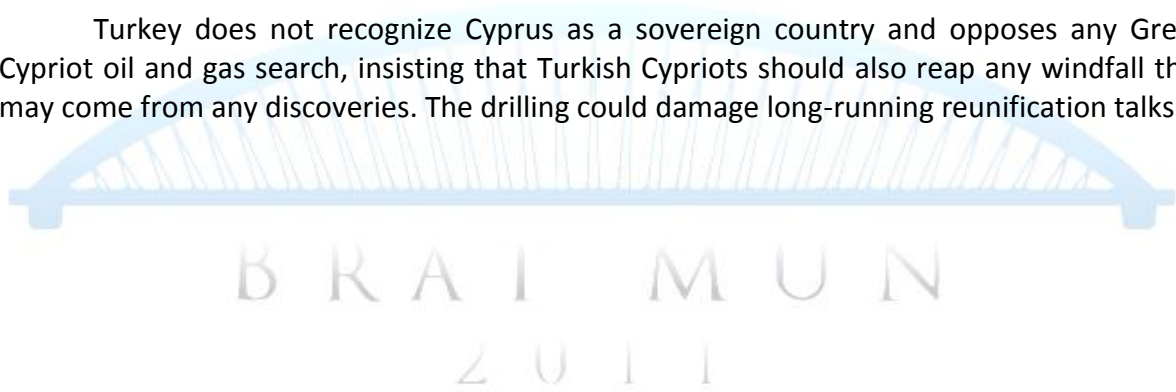 Turkey does not recognize Cyprus as a sovereign country and opposes any Gre
Cypriot oil and gas search, insisting that Turkish Cypriots should also reap any windfall th
may come from any discoveries. The drilling could damage long-running reunification talks
BRAT MUN
2011